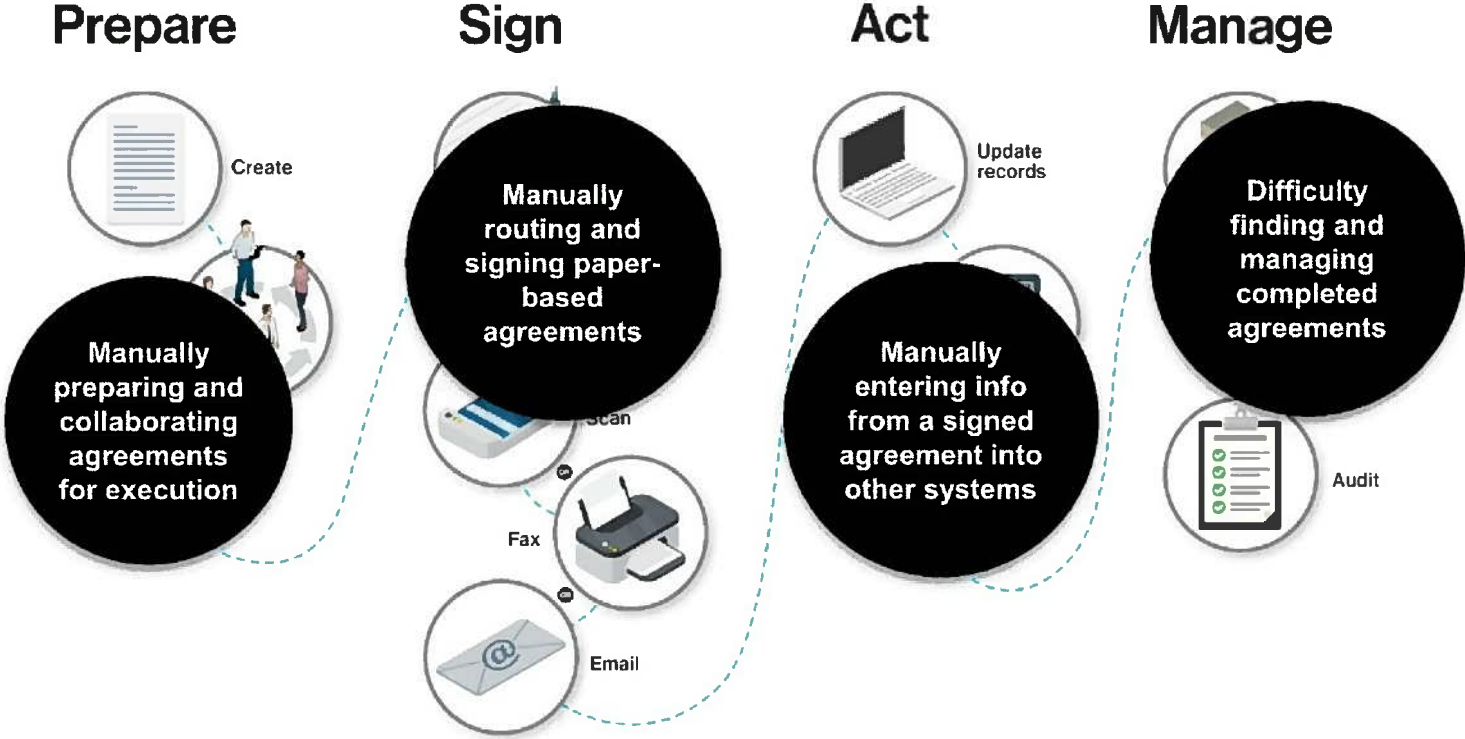 Prepare
Create
Manually
preparing and
collaborating
agreements
for execution
Sign
Manually
routing and
signing paper-
based
agreements
Scan
Fax
@
Email
Act
Update
records
Manually
entering info
from a signed
agreement into
other systems
Manage
Difficulty
finding and
managing
completed
agreements
Audit